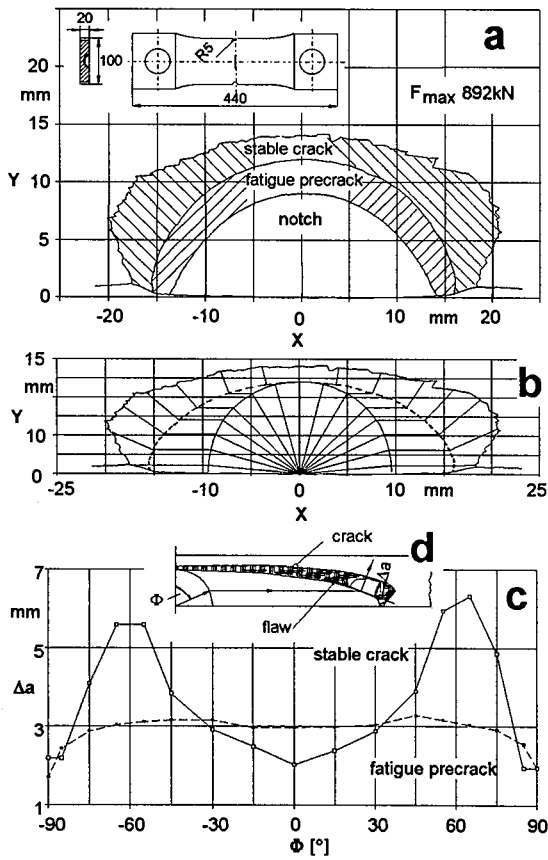 20
100
R5
440
a
F max 892kN
20
mm
15
Y
10
5
0
stable crack
fatigue precrack
notch
-20
-10
0
10
mm
20
X
15
mm
Y
10
0
b
-25
-10
0
10
mm
25
X
7
mm
5
Δa
3
1
d
crack
Δa
Φ
flaw
c
stable crack
fatigue precrack
-90
-60
-30
0
30
60
90
Φ [°]